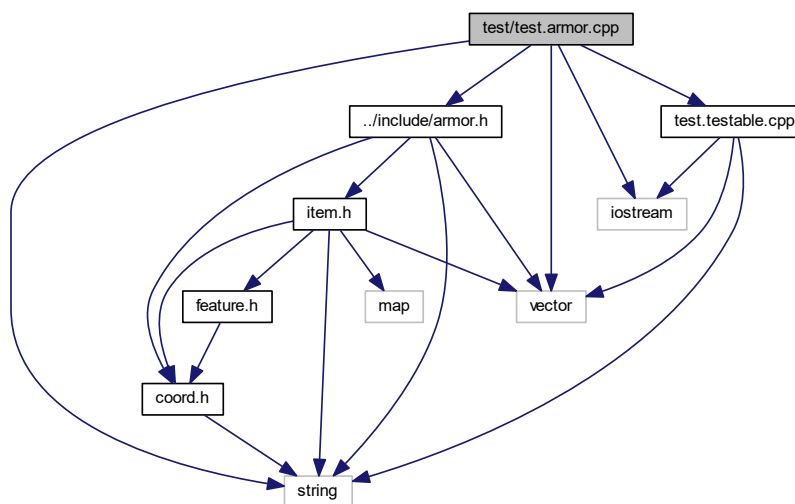 test/test.armor.cpp
../include/armor.h
test.testable.cpp
item.h
iostream
feature.h
map
vector
coord.h
string